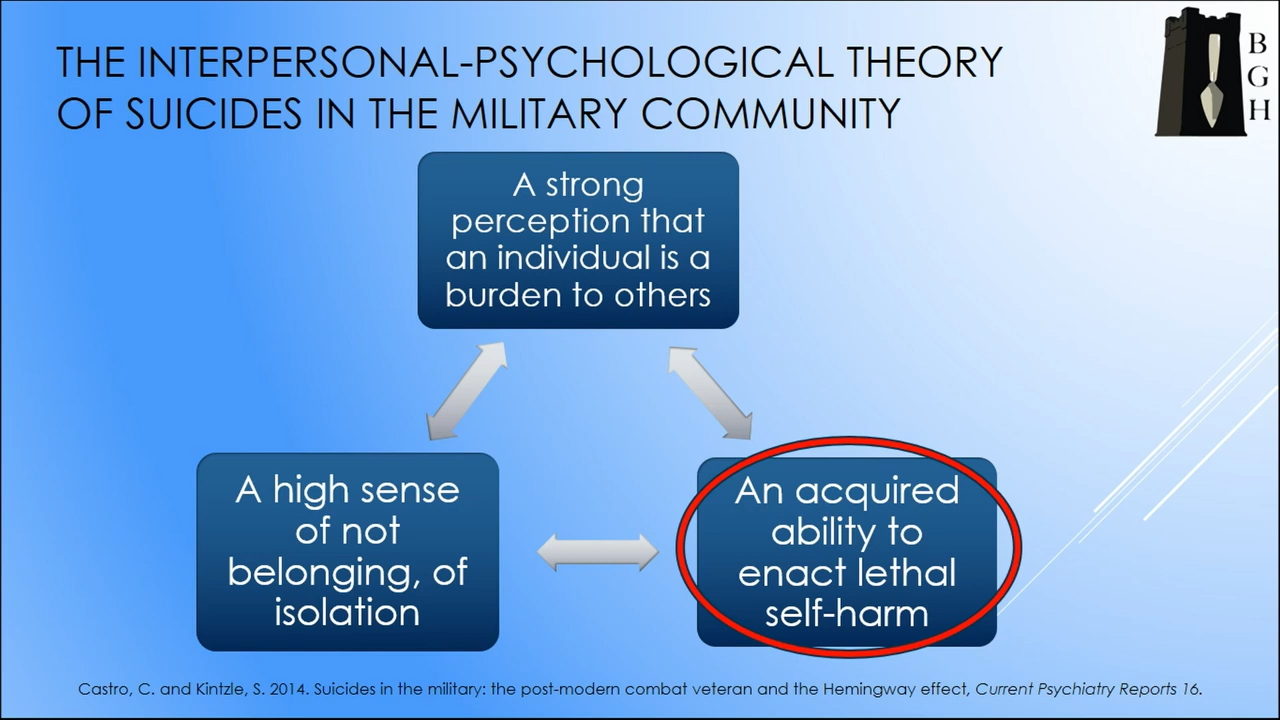 THE INTERPERSONAL-PSYCHOLOGICAL THEORY
OF SUICIDES IN THE MILITARY COMMUNITY
B
G
H
A strong
perception that
an individual is a
burden to others
A high sense
of not
belonging, of
isolation
An acquired
ability to
enact lethal
self-harm
Castro, C. and Kintzle, S. 2014. Suicides in the military: the post-modern combat veteran and the Hemingway effect, Current Psychiatry Reports 16.